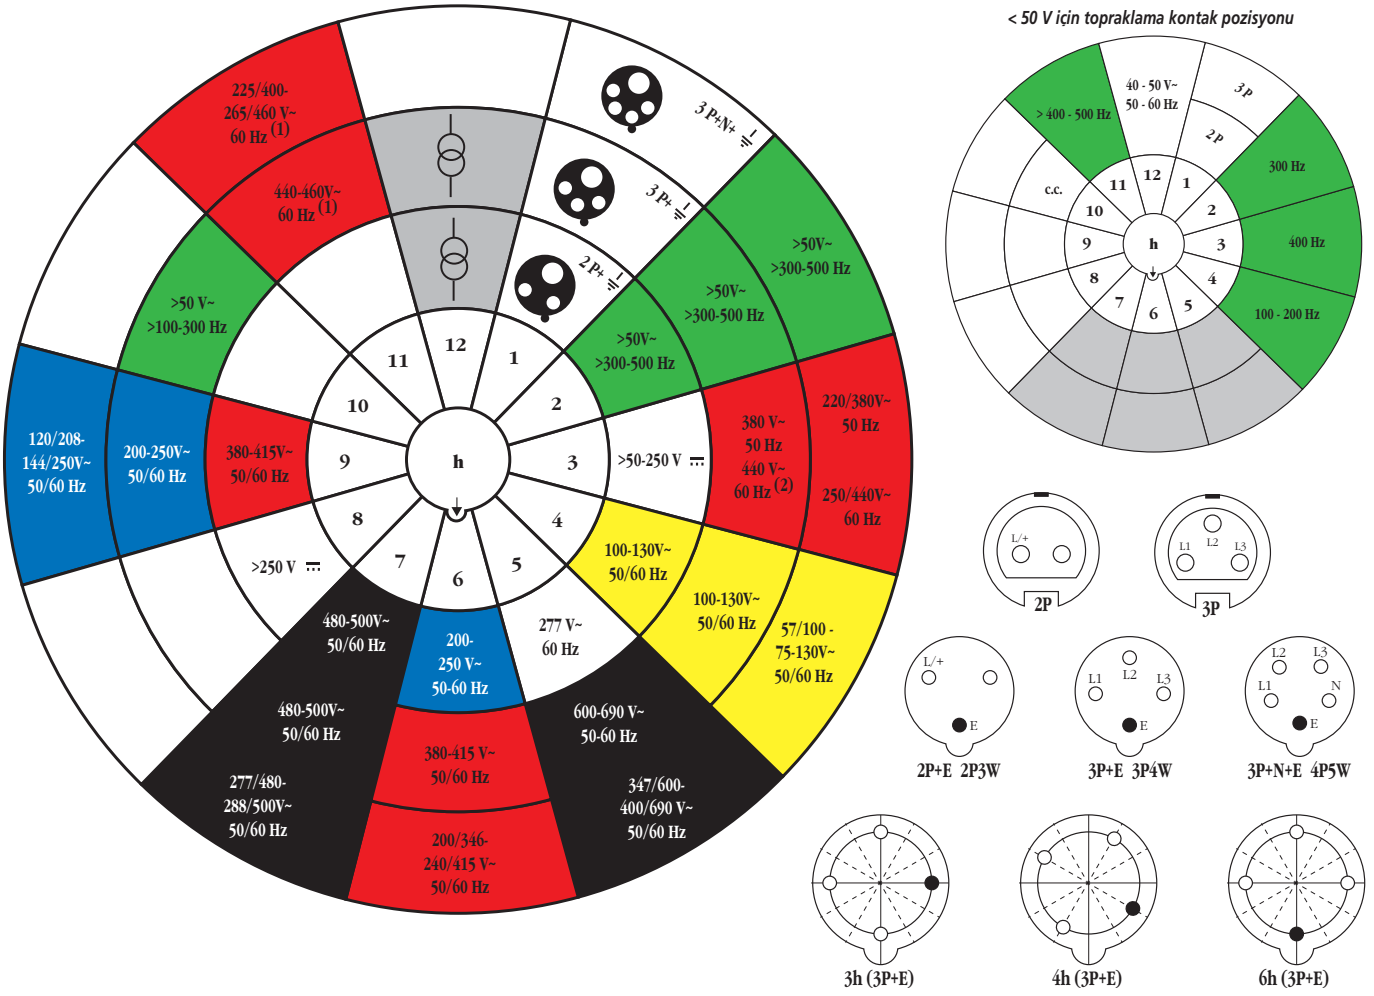 < 50 V için topraklama kontak pozisyonu
225/400-
265/460 V~
60 Hz (1)
440-460V~
60 Hz (1)
3 P+N+
3 P+
2 P+
>50V~
>300-500 Hz
>50V~
>300-500 Hz
>50V~
>300-500 Hz
>50 V~
>100-300 Hz
120/208-
144/250V~
50/60 Hz
200-250V~
50/60 Hz
380-415V~
50/60 Hz
>50-250 V
380 V~
50 Hz
440 V~
60 Hz (2)
220/380V~
50 Hz
250/440V~
60 Hz
>250 V
100-130V~
50/60 Hz
100-130V~
50/60 Hz
57/100 -
75-130V~
50/60 Hz
480-500V~
50/60 Hz
480-500V~
50/60 Hz
277/480-
288/500V~
50/60 Hz
200-
250 V~
50-60 Hz
380-415 V~
50/60 Hz
200/346-
240/415 V~
50/60 Hz
277 V~
60 Hz
600-690 V~
50-60 Hz
347/600-
400/690 V~
50/60 Hz
12
1
2
3
4
5
6
7
8
9
10
11
h
> 400 - 500 Hz
40 - 50 V~
50 - 60 Hz
3P
2P
300 Hz
400 Hz
100 - 200 Hz
c.c.
12
1
2
3
4
5
6
7
8
9
10
11
h
L/+
2P
L1
L2
L3
3P
L/+
E
2P+E 2P3W
L1
L2
L3
E
3P+E 3P4W
L2
L3
L1
N
E
3P+N+E 4P5W
3h (3P+E)
4h (3P+E)
6h (3P+E)